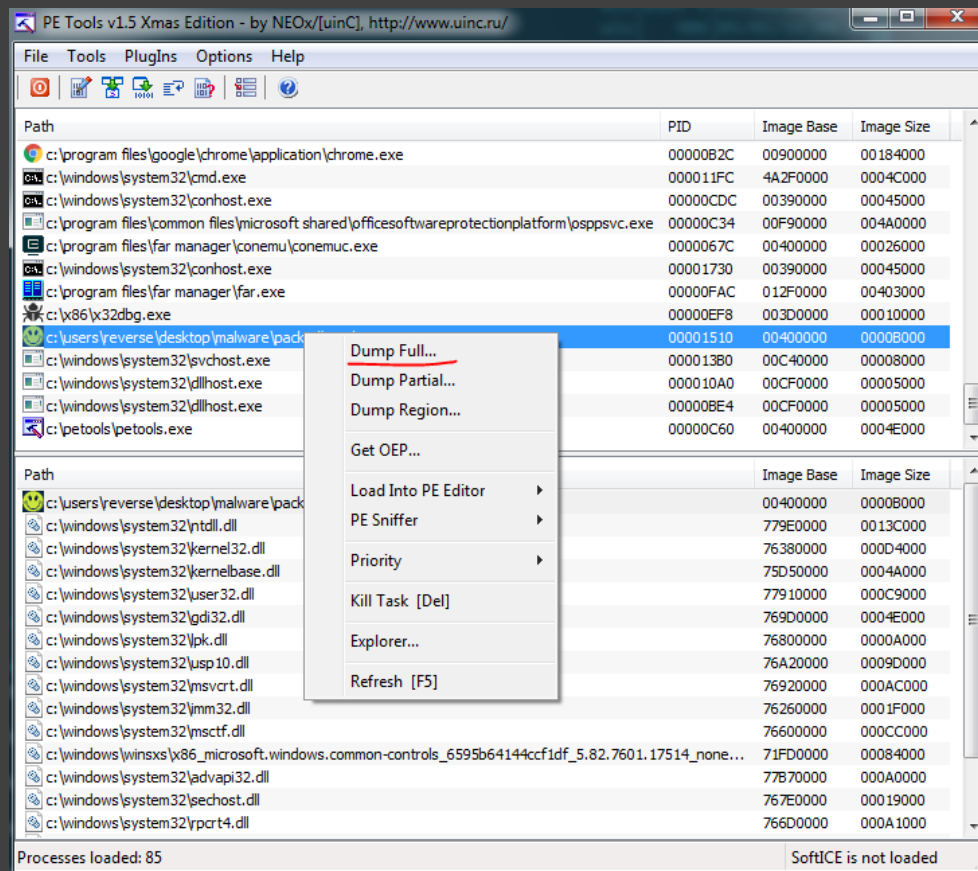 PE Tools v1.5 Xmas Edition - by NEOx/[uinC], http://www.uinc.ru/
File Tools PlugIns Options Help
Path PID Image Base Image Size
c:\program files\google\chrome\application\chrome.exe 00000B2C 00900000 00184000
c:\windows\system32\cmd.exe 000011FC 4A2F0000 0004C000
c:\windows\system32\conhost.exe 00000CDC 00390000 00045000
c:\program files\common files\microsoft shared\officesoftwareprotectionplatform\osppsvc.exe 00000C34 00F90000 004A0000
c:\program files\far manager\conemu\conemuc.exe 0000067C 00400000 00026000
c:\windows\system32\conhost.exe 00001730 00390000 00045000
c:\program files\far manager\far.exe 00000FAC 012F0000 00403000
c:\x86\x32dbg.exe 00000EF8 003D0000 00010000
c:\users\reverse\desktop\malware\pack 00001510 00400000 0000B000
c:\windows\system32\svchost.exe 000013B0 00C40000 00008000
c:\windows\system32\dllhost.exe 000010A0 00CF0000 00005000
c:\windows\system32\dllhost.exe 00000BE4 00CF0000 00005000
c:\petools\petools.exe 00000C60 00400000 0004E000
Dump Full...
Dump Partial...
Dump Region...
Get OEP...
Load Into PE Editor
PE Sniffer
Priority
Kill Task [Del]
Explorer...
Refresh [F5]
Path Image Base Image Size
c:\users\reverse\desktop\malware\pack 00400000 0000B000
c:\windows\system32\ntdll.dll 779E0000 0013C000
c:\windows\system32\kernel32.dll 76380000 000D4000
c:\windows\system32\kernelbase.dll 75D50000 0004A000
c:\windows\system32\user32.dll 77910000 000C9000
c:\windows\system32\gdi32.dll 769D0000 0004E000
c:\windows\system32\lpk.dll 76800000 0000A000
c:\windows\system32\usp10.dll 76A20000 0009D000
c:\windows\system32\msvcrt.dll 76920000 000AC000
c:\windows\system32\imm32.dll 76260000 0001F000
c:\windows\system32\msctf.dll 76600000 000CC000
c:\windows\winsxs\x86_microsoft.windows.common-controls_6595b64144ccf1df_5.82.7601.17514_none... 71FD0000 00084000
c:\windows\system32\advapi32.dll 77B70000 000A0000
c:\windows\system32\sechost.dll 767E0000 00019000
c:\windows\system32\rpcrt4.dll 766D0000 000A1000
Processes loaded: 85 SoftICE is not loaded